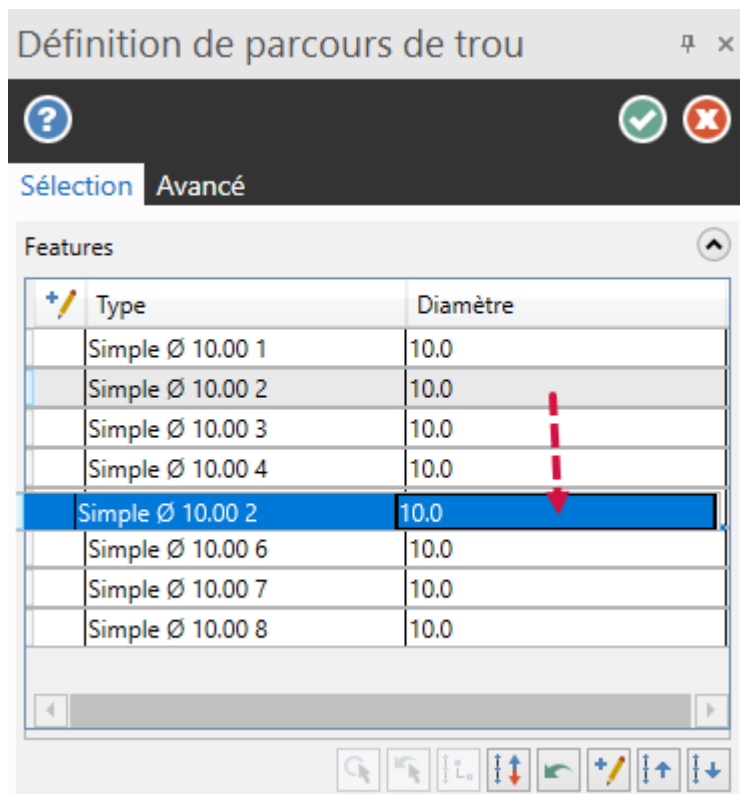 Définition de parcours de trou
Sélection Avancé
Features
Type Diamètre
Simple Ø 10.00 1 10.0
Simple Ø 10.00 2 10.0
Simple Ø 10.00 3 10.0
Simple Ø 10.00 4 10.0
Simple Ø 10.00 2 10.0
Simple Ø 10.00 6 10.0
Simple Ø 10.00 7 10.0
Simple Ø 10.00 8 10.0